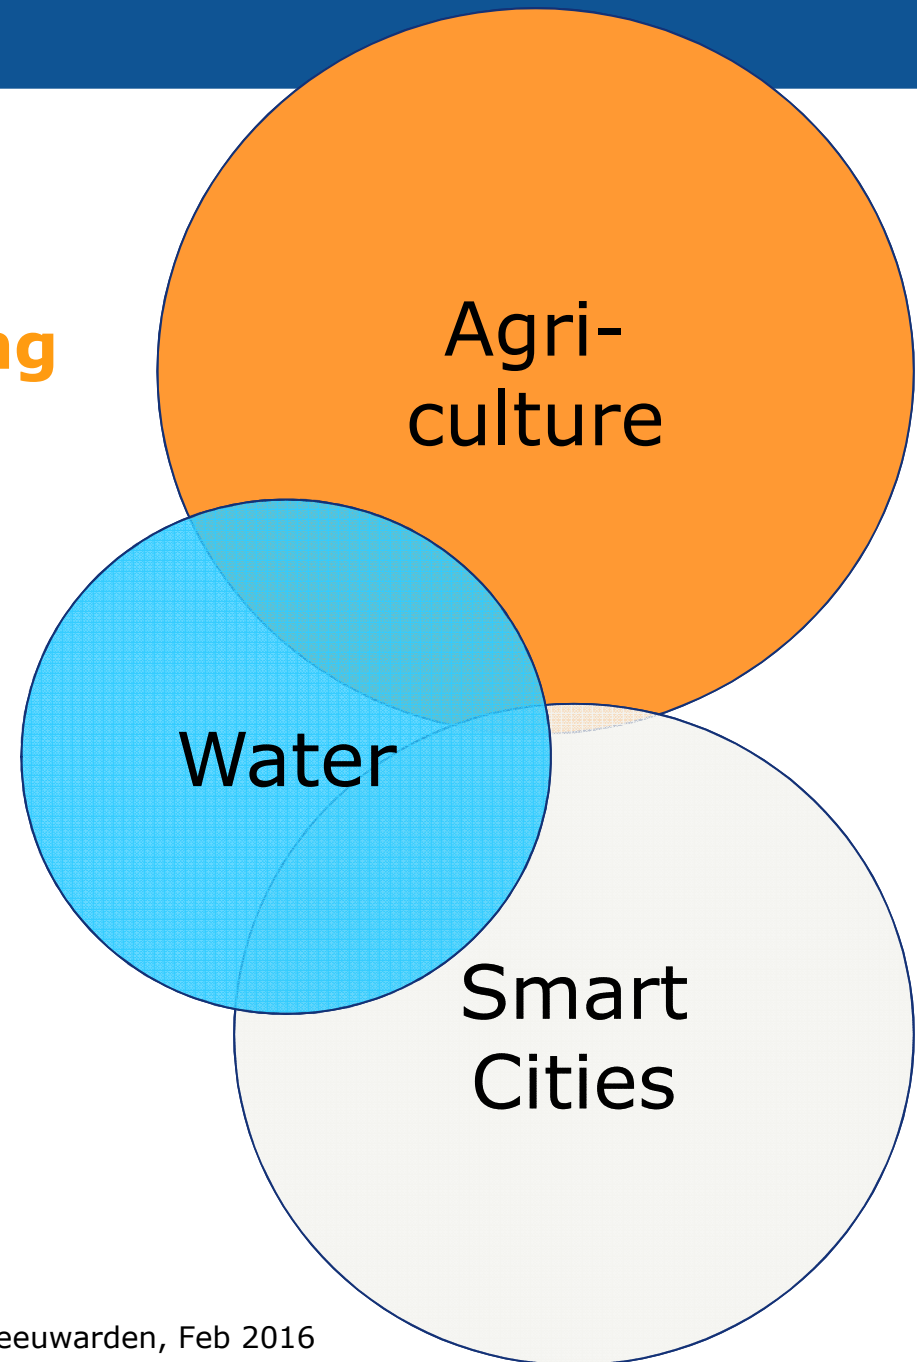 ng
Agri-
culture
Water
Smart
Cities
eeuwarden, Feb 2016